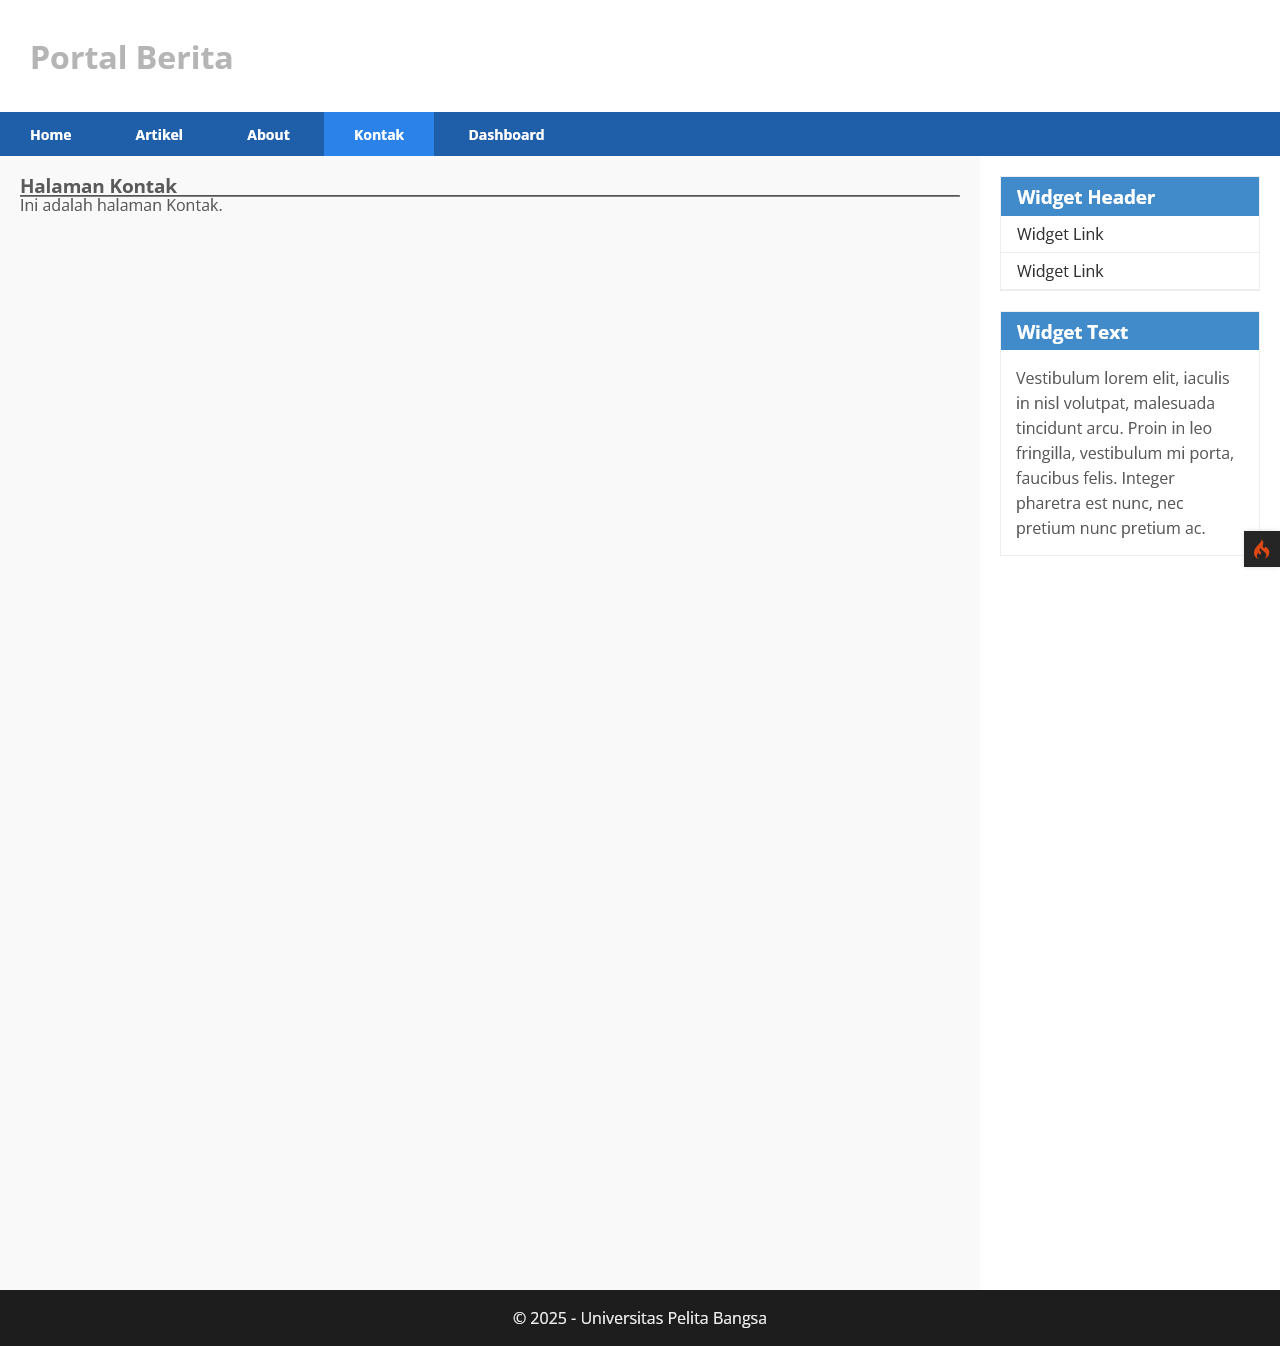 Portal Berita
Home Artikel About Kontak Dashboard
Halaman Kontak
Ini adalah halaman Kontak.
Widget Header
Widget Link
Widget Link
Widget Text
Vestibulum lorem elit, iaculis
in nisl volutpat, malesuada
tincidunt arcu. Proin in leo
fringilla, vestibulum mi porta,
faucibus felis. Integer
pharetra est nunc, nec
pretium nunc pretium ac.
© 2025 - Universitas Pelita Bangsa